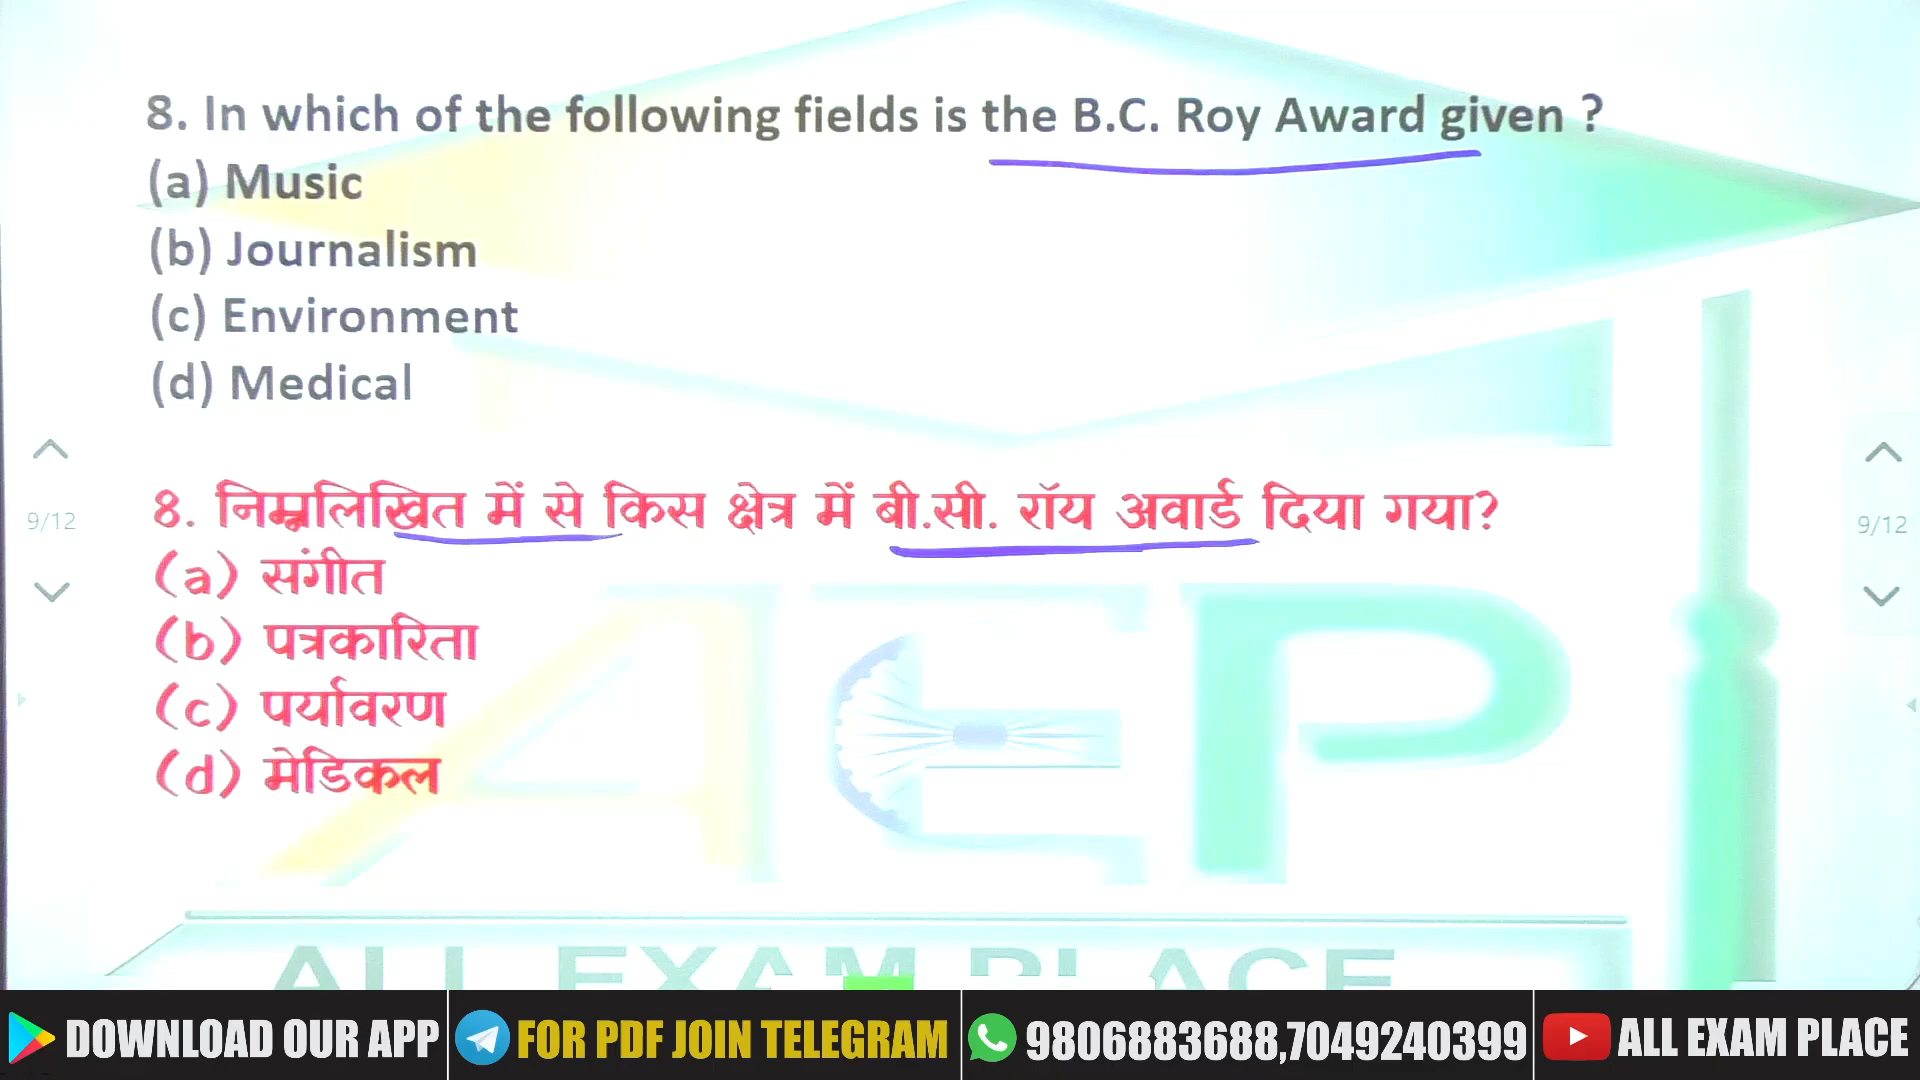 8. In which of the following fields is the B.C. Roy Award given ?
(a) Music
(b) Journalism
(c) Environment
(d) Medical
8. निम्नलिखित में से किस क्षेत्र में बी.सी. रॉय अवार्ड दिया गया?
(a) संगीत
(b) पत्रकारिता
(c) पर्यावरण
(d) मेडिकल
9/12
9/12
AEP
ALL EXAM PLACE
DOWNLOAD OUR APP
FOR PDF JOIN TELEGRAM
9806883688,7049240399
ALL EXAM PLACE